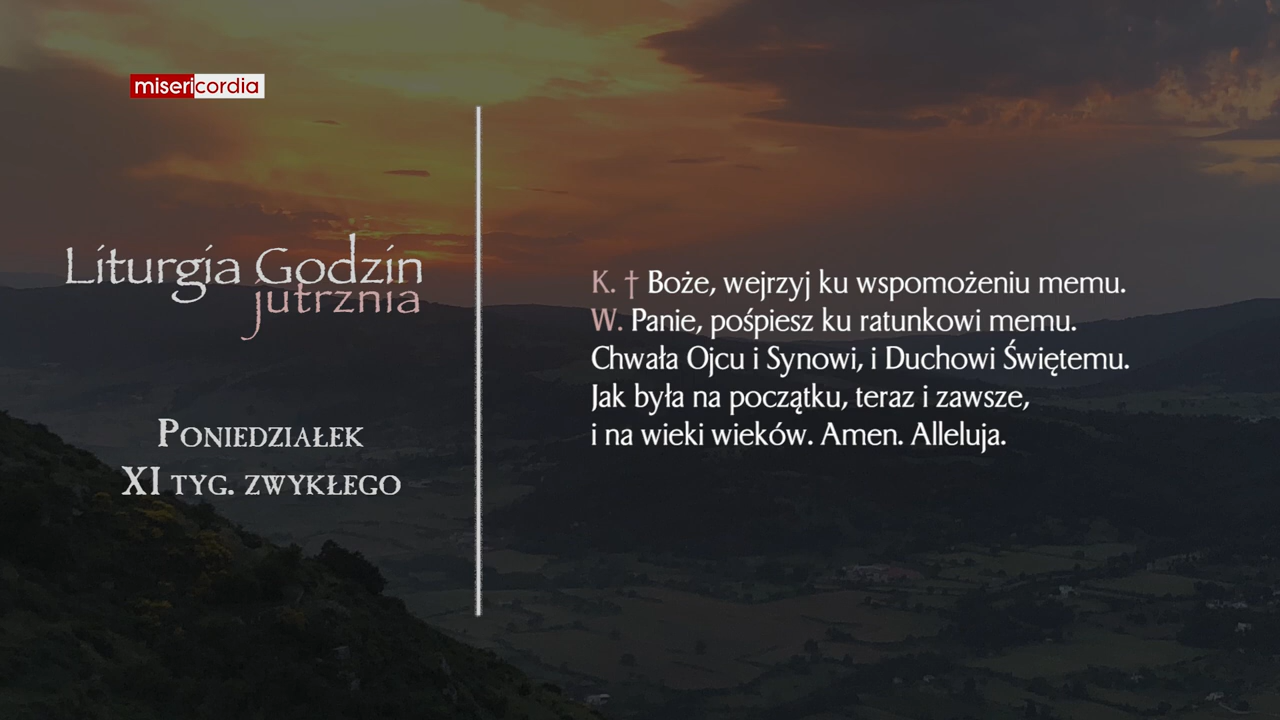 misericordia
Liturgia Godzin
jutrznia
Poniedziałek
XI tyg. zwykłego
K. † Boże, wejrzyj ku wspomożeniu memu.
W. Panie, pośpiesz ku ratunkowi memu.
Chwała Ojcu i Synowi, i Duchowi Świętemu.
Jak była na początku, teraz i zawsze,
i na wieki wieków. Amen. Alleluja.